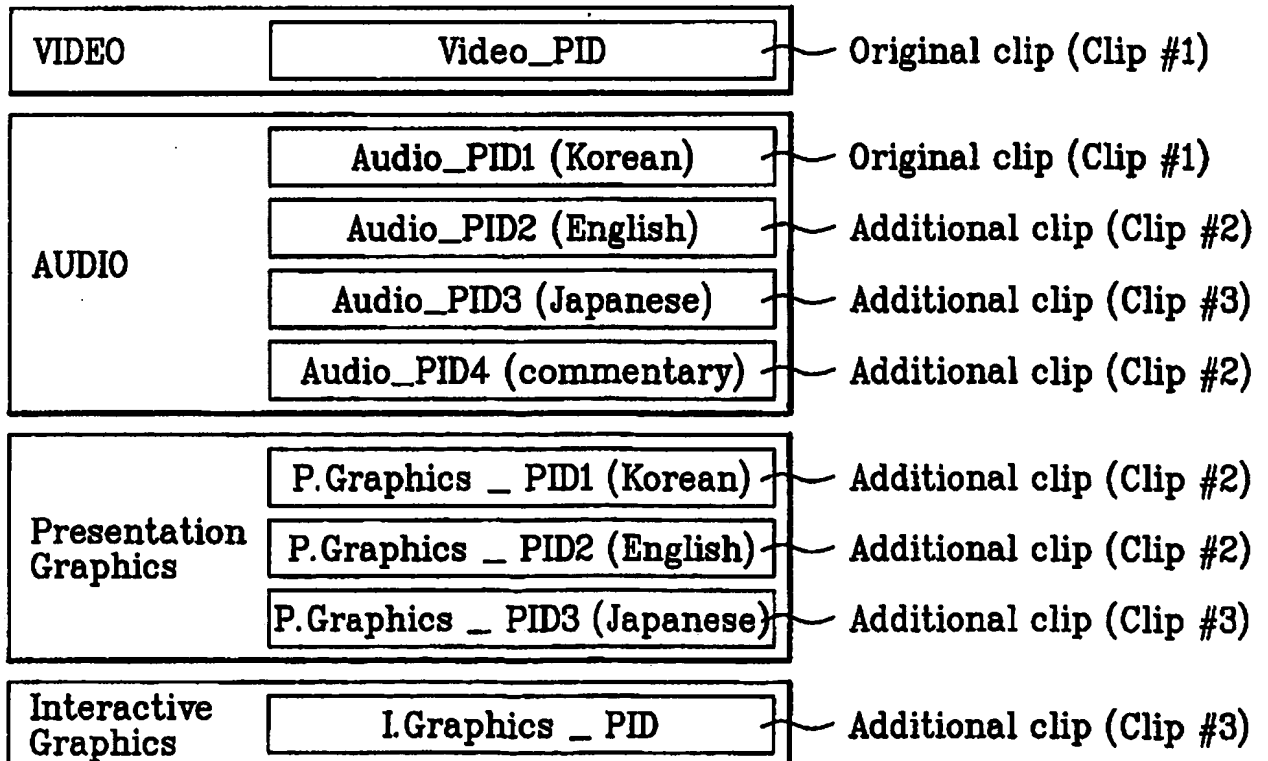 VIDEO Video_PID Original clip (Clip #1)
Audio_PID1 (Korean) Original clip (Clip #1)
Audio_PID2 (English) Additional clip (Clip #2)
AUDIO
Audio_PID3 (Japanese) Additional clip (Clip #3)
Audio_PID4 (commentary) Additional clip (Clip #2)
P.Graphics _ PID1 (Korean) Additional clip (Clip #2)
Presentation
Graphics
P.Graphics _ PID2 (English) Additional clip (Clip #2)
P.Graphics _ PID3 (Japanese) Additional clip (Clip #3)
Interactive
Graphics
I.Graphics _ PID Additional clip (Clip #3)